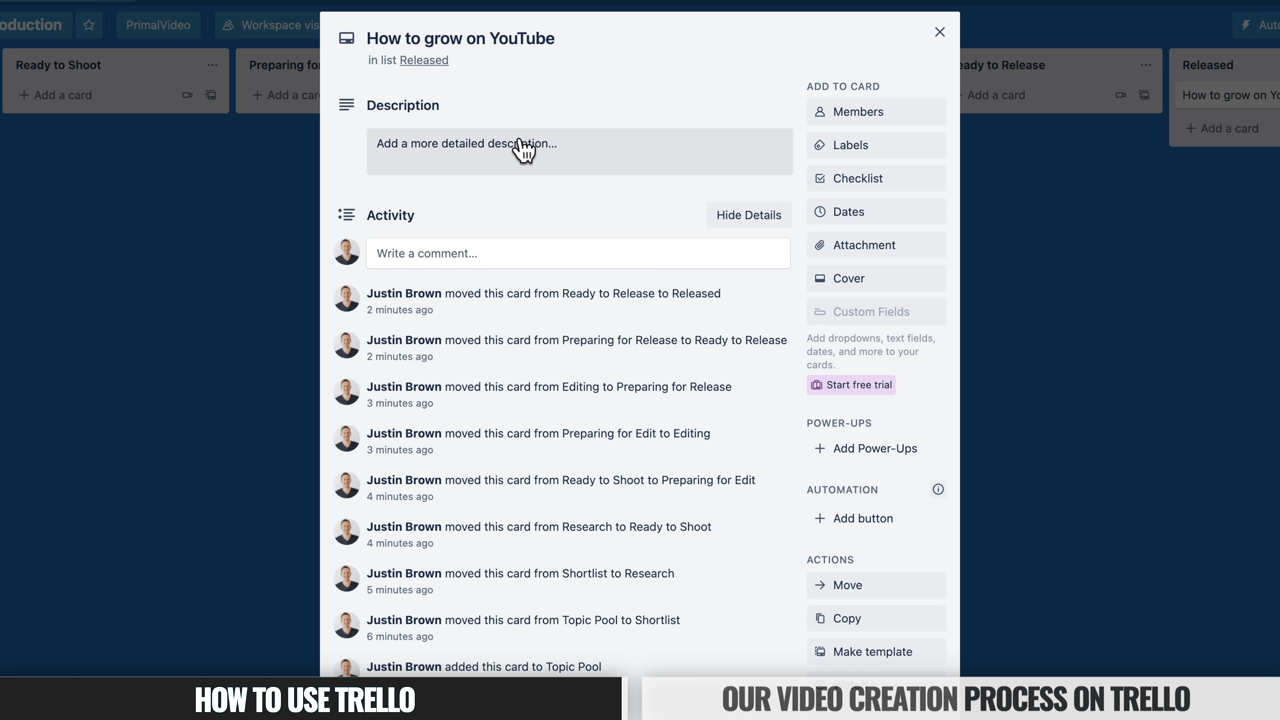 oduction
PrimalVideo
Workspace vis
Auto
Ready to Shoot
Add a card
Preparing fo
Add a car
eady to Release
Add a card
Released
How to grow on Yo
Add a card
How to grow on YouTube
in list Released
Description
Add a more detailed description...
Activity
Hide Details
Write a comment...
Justin Brown moved this card from Ready to Release to Released
2 minutes ago
Justin Brown moved this card from Preparing for Release to Ready to Release
2 minutes ago
Justin Brown moved this card from Editing to Preparing for Release
3 minutes ago
Justin Brown moved this card from Preparing for Edit to Editing
3 minutes ago
Justin Brown moved this card from Ready to Shoot to Preparing for Edit
4 minutes ago
Justin Brown moved this card from Research to Ready to Shoot
4 minutes ago
Justin Brown moved this card from Shortlist to Research
5 minutes ago
Justin Brown moved this card from Topic Pool to Shortlist
6 minutes ago
Justin Brown added this card to Topic Pool
ADD TO CARD
Members
Labels
Checklist
Dates
Attachment
Cover
Custom Fields
Add dropdowns, text fields,
dates, and more to your
cards.
Start free trial
POWER-UPS
Add Power-Ups
AUTOMATION
Add button
ACTIONS
Move
Copy
Make template
HOW TO USE TRELLO
OUR VIDEO CREATION PROCESS ON TRELLO